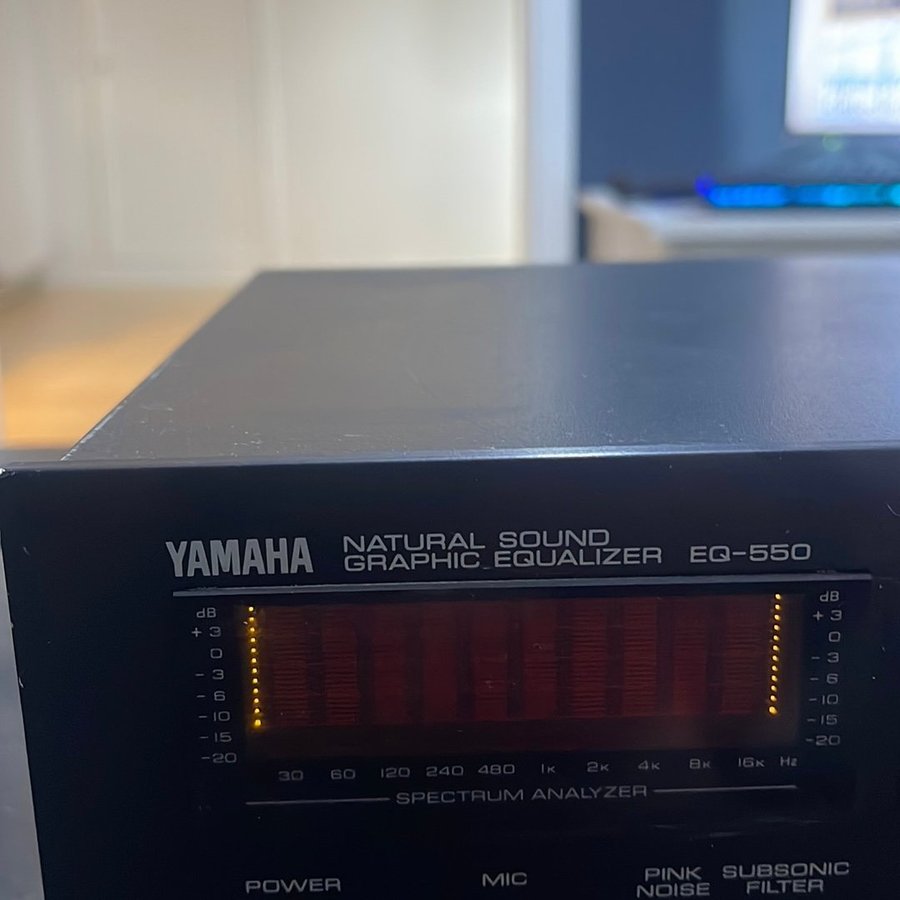 YAMAHA NATURAL SOUND
GRAPHIC EQUALIZER EQ-550
dB dB
+3 +3
0 0
-3 -3
-6 -6
-10 -10
-15 -15
-20 -20
30 60 120 240 480 1K 2K 4K 8K 16K Hz
SPECTRUM ANALYZER
POWER MIC PINK NOISE SUBSONIC FILTER